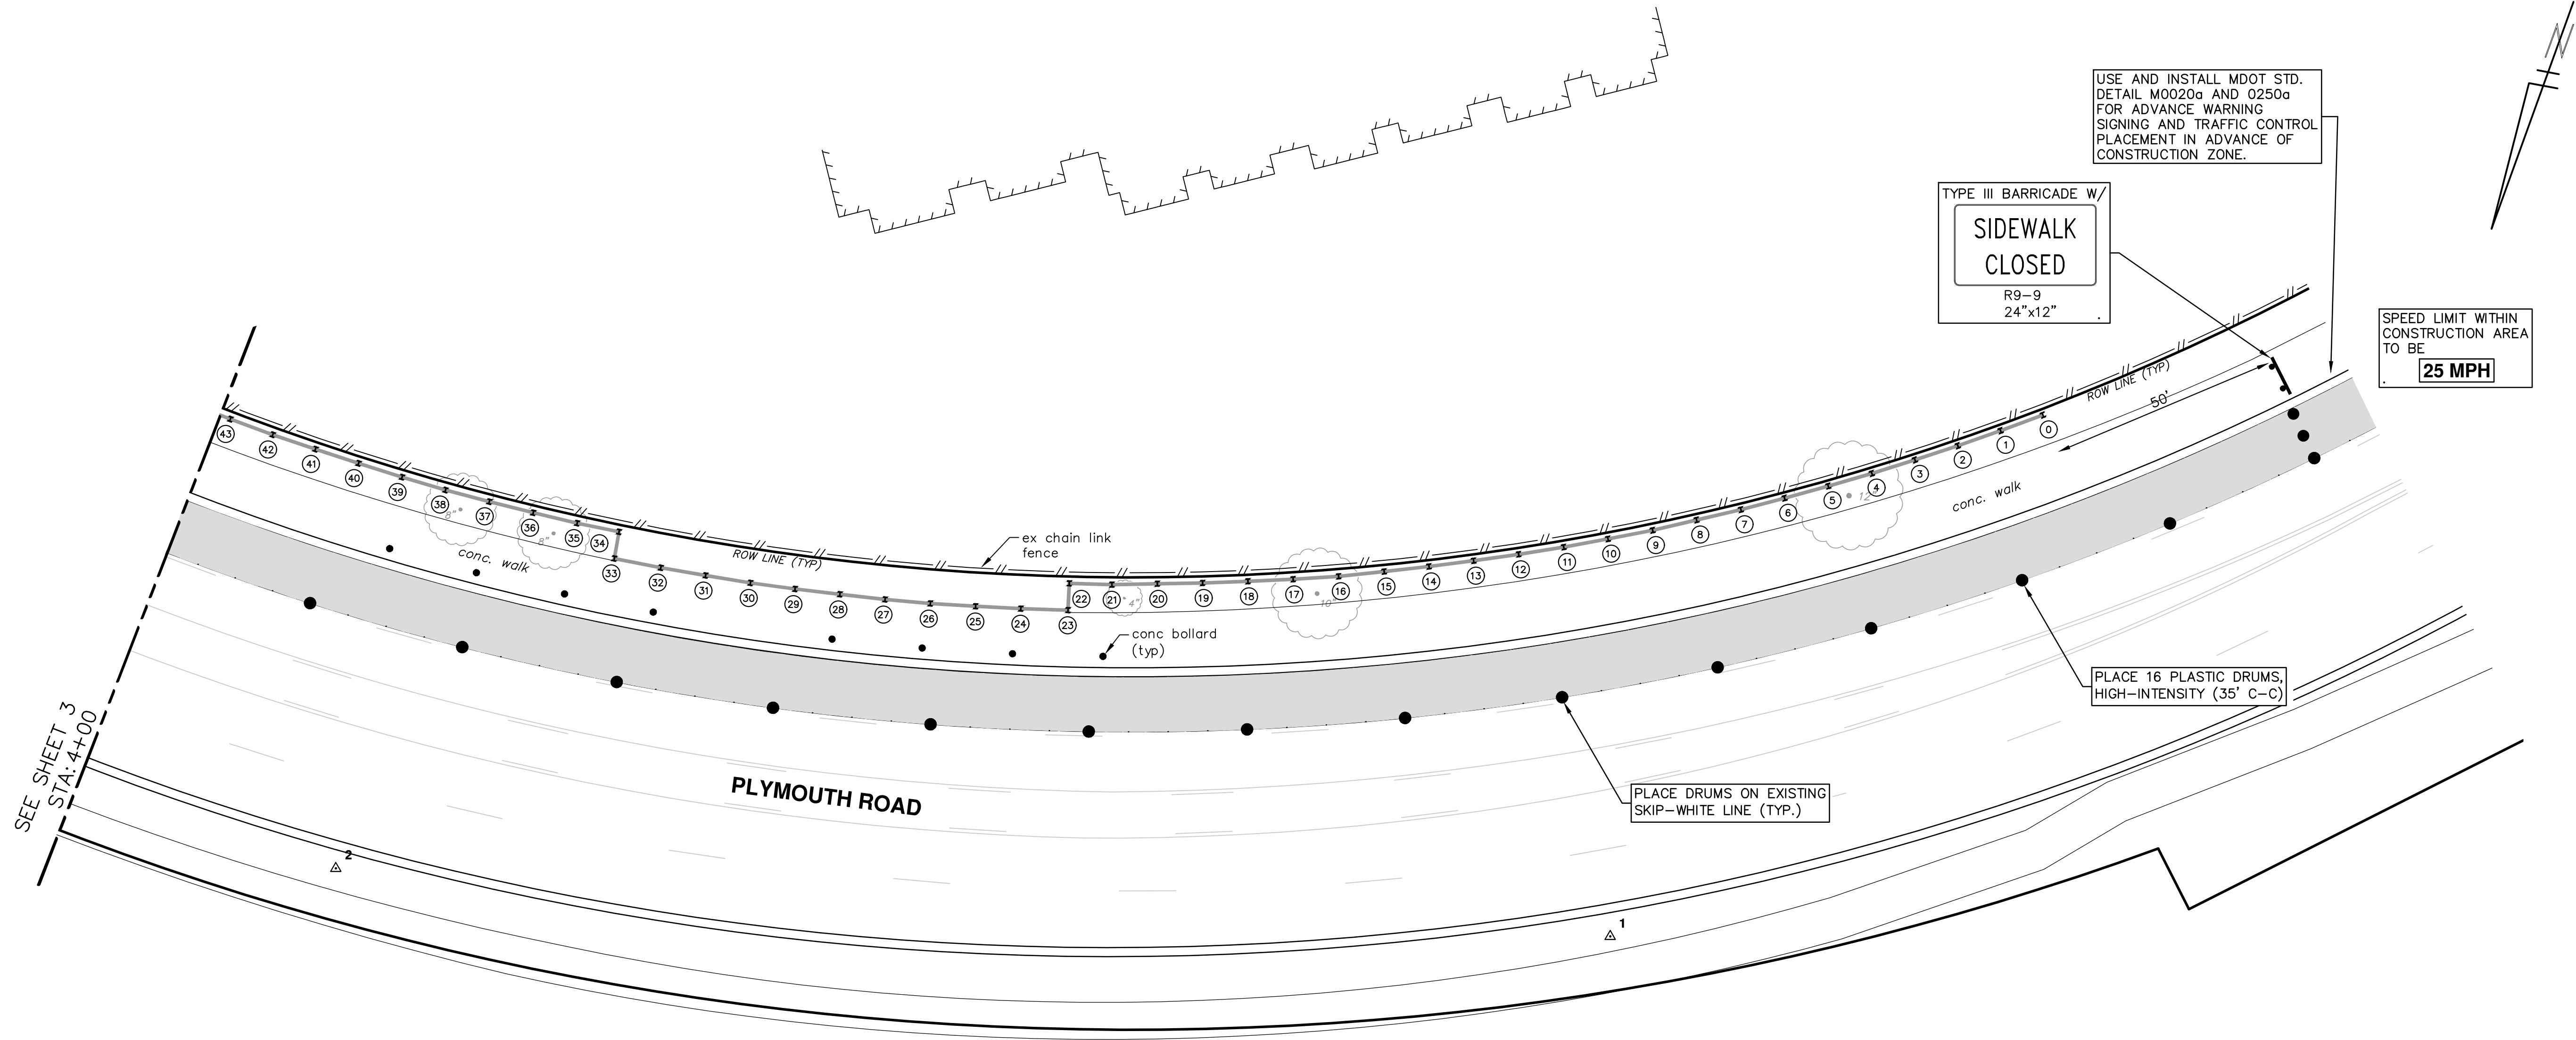 USE AND INSTALL MDOT STD.
DETAIL M0020a AND 0250a
FOR ADVANCE WARNING
SIGNING AND TRAFFIC CONTROL
PLACEMENT IN ADVANCE OF
CONSTRUCTION ZONE.
TYPE III BARRICADE W/
SIDEWALK
CLOSED
R9-9
24"x12"
SPEED LIMIT WITHIN
CONSTRUCTION AREA
TO BE
25 MPH
ROW LINE (TYP)
50'
conc. walk
43
42
41
40
39
38
37
36
35
34
33
32
31
30
29
28
27
26
25
24
23
22
21
20
19
18
17
16
15
14
13
12
11
10
9
8
7
6
5
4
3
2
1
0
8"
8"
4"
10"
12"
ex chain link
fence
ROW LINE (TYP)
conc. walk
conc bollard
(typ)
PLACE 16 PLASTIC DRUMS,
HIGH-INTENSITY (35' C-C)
PLACE DRUMS ON EXISTING
SKIP-WHITE LINE (TYP.)
PLYMOUTH ROAD
SEE SHEET 3
STA: 4+00
2
1
N